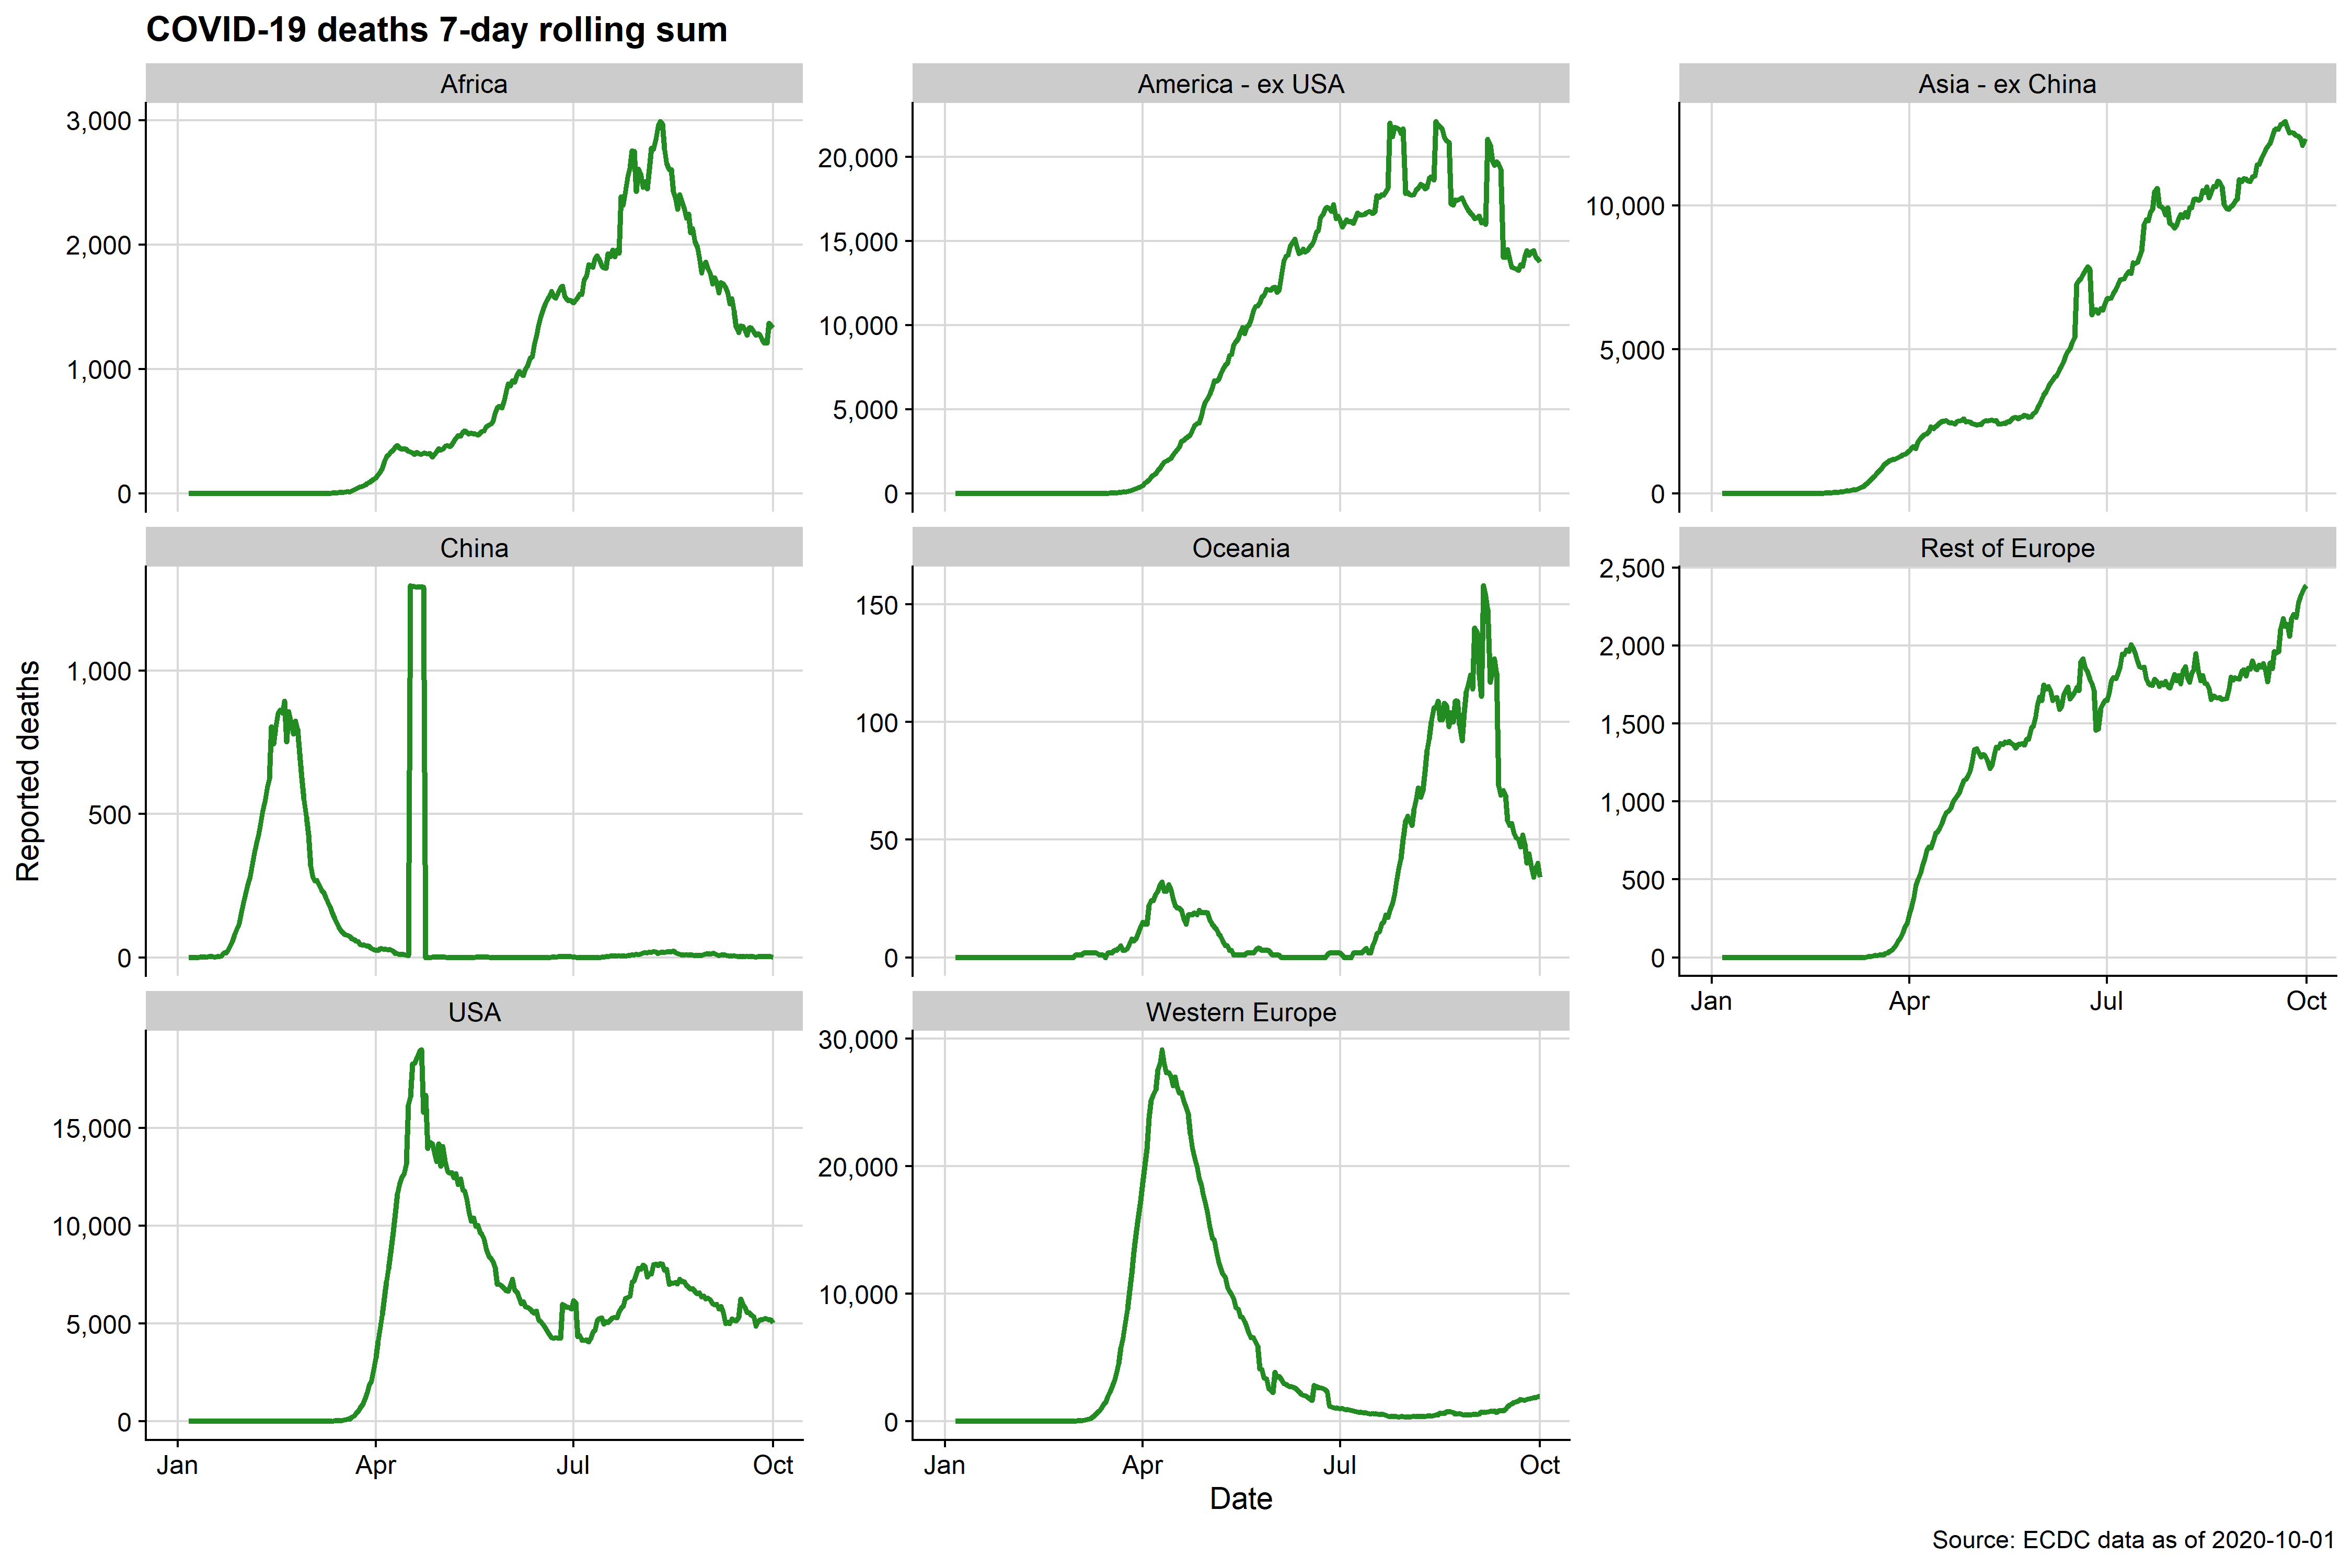 COVID-19 deaths 7-day rolling sum
Africa
America - ex USA
Asia - ex China
3,000
2,000
1,000
0
20,000
15,000
10,000
5,000
0
10,000
5,000
0
China
Oceania
Rest of Europe
Reported deaths
1,000
500
0
150
100
50
0
2,500
2,000
1,500
1,000
500
0
Jan Apr Jul Oct
USA
Western Europe
15,000
10,000
5,000
0
30,000
20,000
10,000
0
Jan Apr Jul Oct
Jan Apr Jul Oct
Date
Source: ECDC data as of 2020-10-01